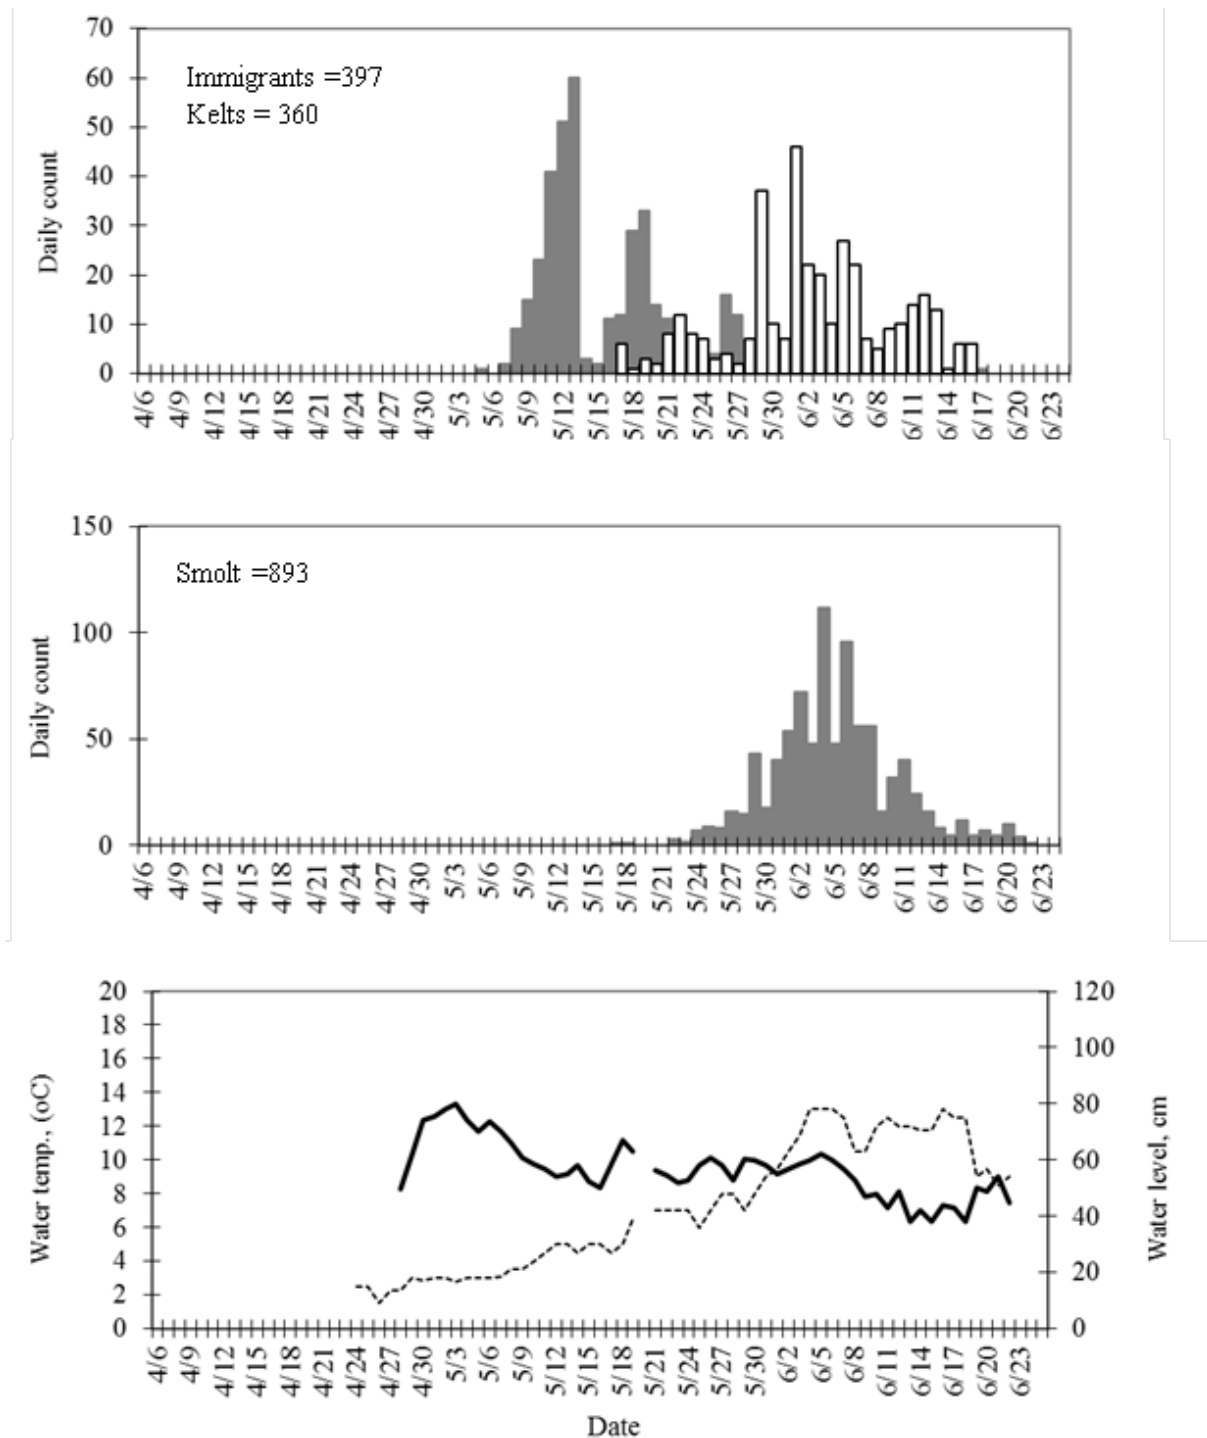 70
60
50
40
30
20
10
0
Daily count
Immigrants =397
Kelts = 360
4/6 4/9 4/12 4/15 4/18 4/21 4/24 4/27 4/30 5/3 5/6 5/9 5/12 5/15 5/18 5/21 5/24 5/27 5/30 6/2 6/5 6/8 6/11 6/14 6/17 6/20 6/23
150
100
50
0
Daily count
Smolt =893
4/6 4/9 4/12 4/15 4/18 4/21 4/24 4/27 4/30 5/3 5/6 5/9 5/12 5/15 5/18 5/21 5/24 5/27 5/30 6/2 6/5 6/8 6/11 6/14 6/17 6/20 6/23
20
18
16
14
12
10
8
6
4
2
0
Water temp., (oC)
120
100
80
60
40
20
0
Water level, cm
4/6 4/9 4/12 4/15 4/18 4/21 4/24 4/27 4/30 5/3 5/6 5/9 5/12 5/15 5/18 5/21 5/24 5/27 5/30 6/2 6/5 6/8 6/11 6/14 6/17 6/20 6/23
Date